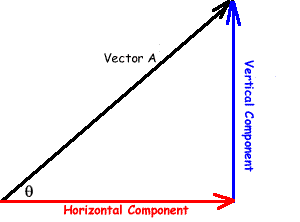 Vector A
Vertical Component
θ
Horizontal Component